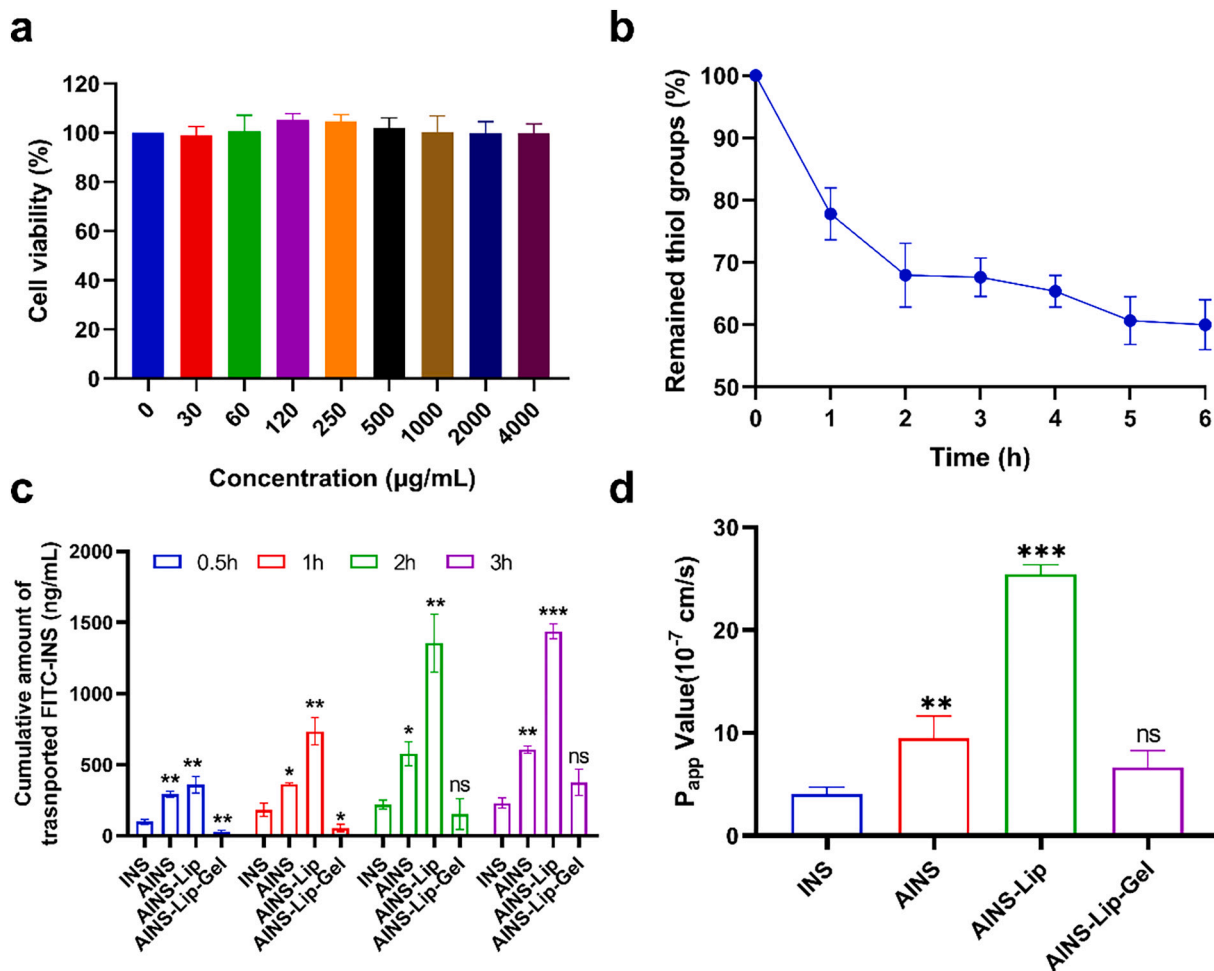 a
120
100
80
60
40
20
0
Cell viability (%)
0 30 60 120 250 500 1000 2000 4000
Concentration (µg/mL)
b
100
90
80
70
60
50
Remained thiol groups (%)
0 1 2 3 4 5 6
Time (h)
c
2000
1500
1000
500
0
Cumulative amount of
trasnported FITC-INS (ng/mL)
0.5h 1h 2h 3h
** ** **
* ** *
* ** ns
** *** ns
INS AINS AINS-Lip AINS-Lip-Gel INS AINS AINS-Lip AINS-Lip-Gel INS AINS AINS-Lip AINS-Lip-Gel INS AINS AINS-Lip AINS-Lip-Gel
d
30
20
10
0
Papp Value(10-7 cm/s)
** *** ns
INS AINS AINS-Lip AINS-Lip-Gel